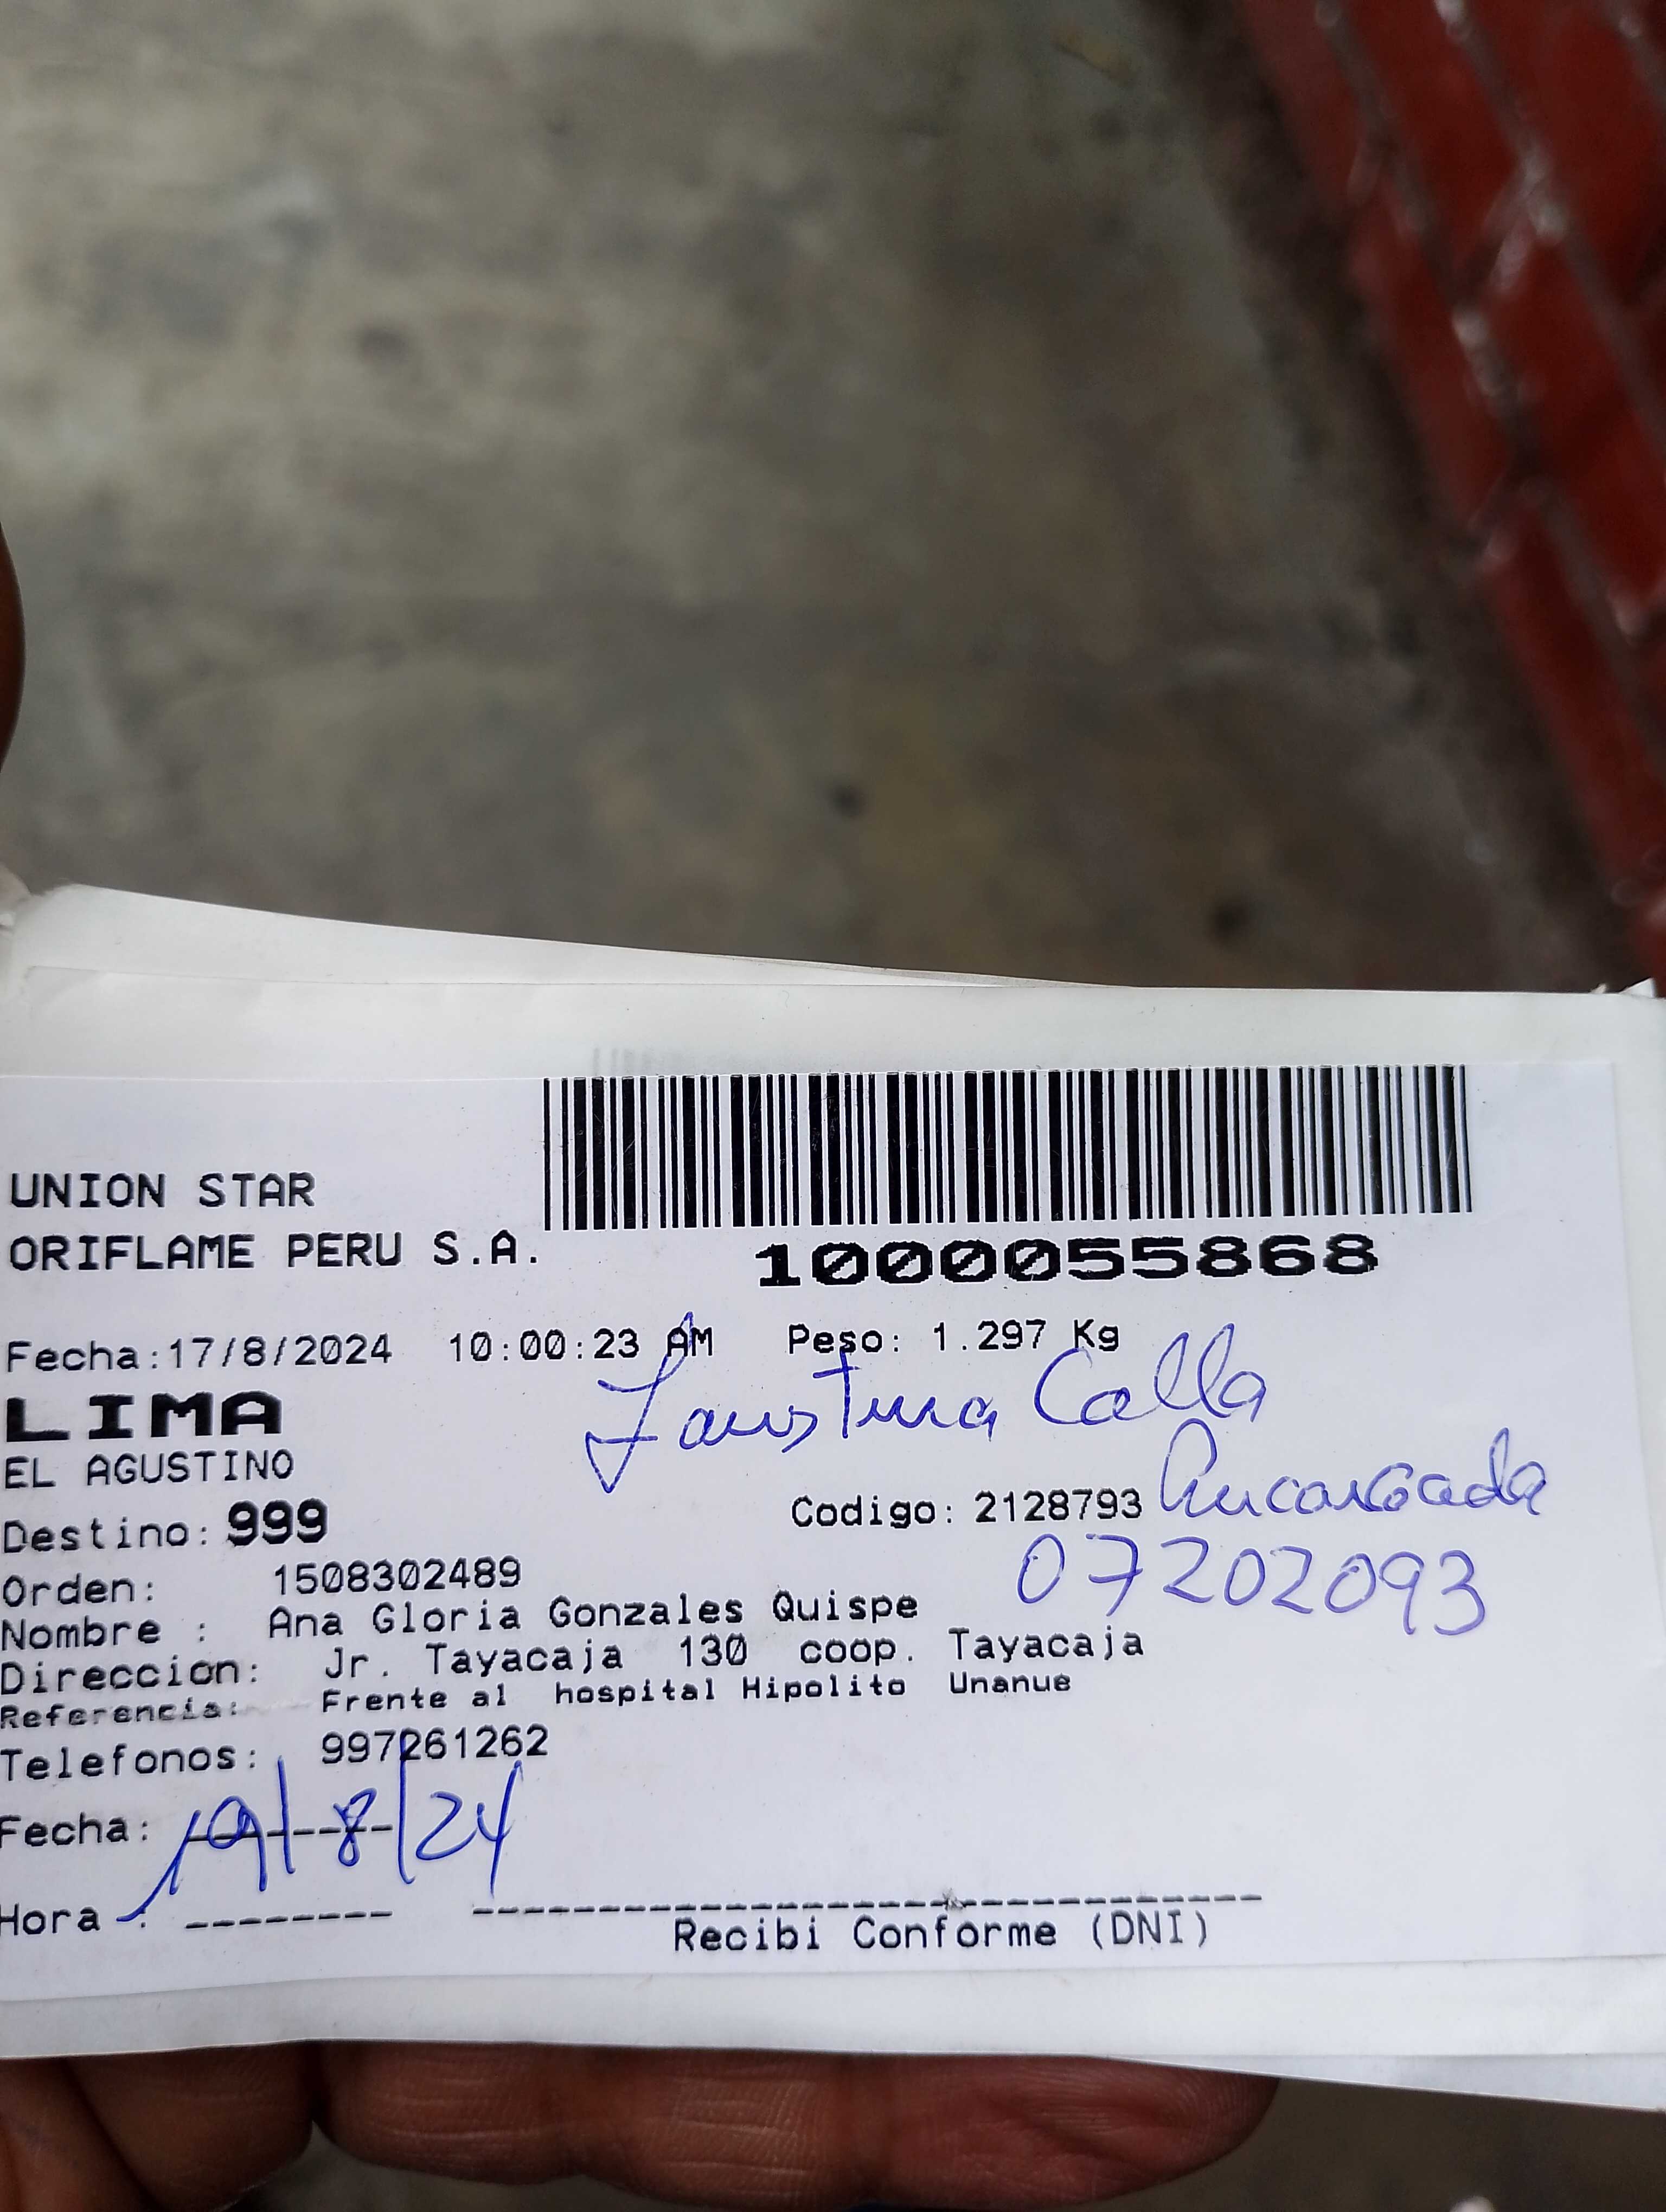 UNION STAR
ORIFLAME PERU S.A.
1000055868
Fecha:17/8/2024 10:00:23 AM Peso: 1.297 Kg
LIMA
Faustina Calla
EL AGUSTINO
Encargada
Destino: 999 Codigo: 2128793
07202093
Orden: 1508302489
Nombre : Ana Gloria Gonzales Quispe
Direccion: Jr. Tayacaja 130 coop. Tayacaja
Referencia: Frente al hospital Hipolito Unanue
Telefonos: 997261262
Fecha: 19/8/24
Hora :
Recibi Conforme (DNI)